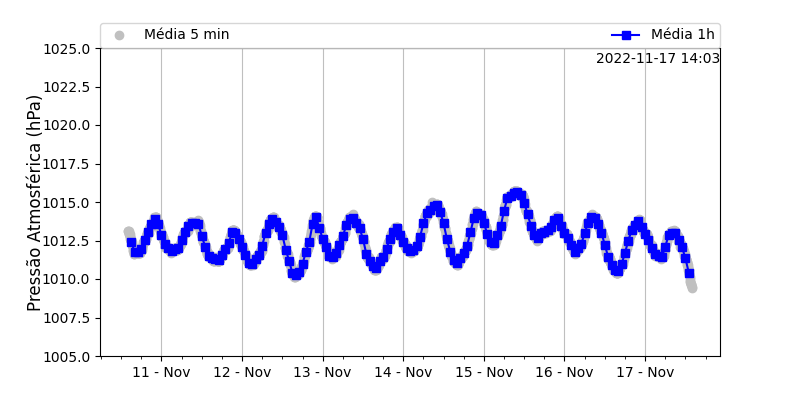 Média 5 min
Média 1h
2022-11-17 14:03
Pressão Atmosférica (hPa)
1025.0
1022.5
1020.0
1017.5
1015.0
1012.5
1010.0
1007.5
1005.0
11 - Nov
12 - Nov
13 - Nov
14 - Nov
15 - Nov
16 - Nov
17 - Nov